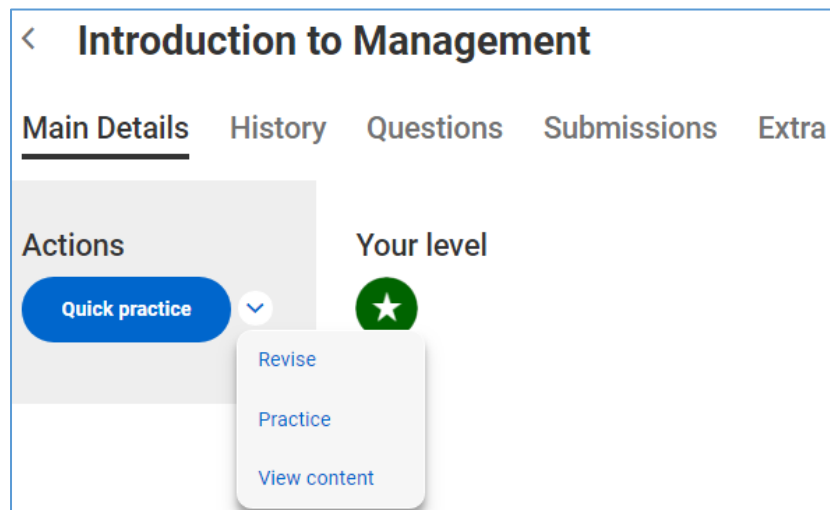 Introduction to Management
Main Details History Questions Submissions Extra
Actions
Your level
Quick practice
Revise
Practice
View content